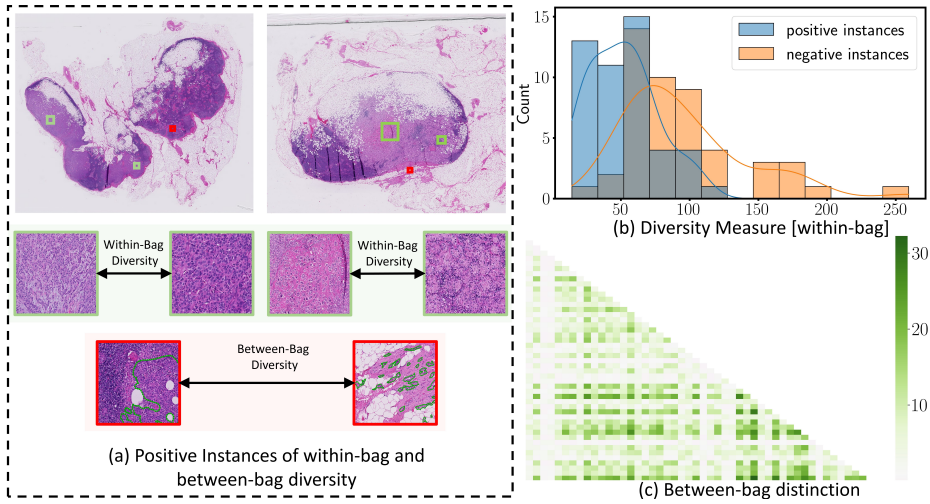 Within-Bag
Diversity
Within-Bag
Diversity
Between-Bag
Diversity
(a) Positive Instances of within-bag and
between-bag diversity
15
10
5
0
Count
positive instances
negative instances
50
100
150
200
250
(b) Diversity Measure [within-bag]
30
20
10
(c) Between-bag distinction